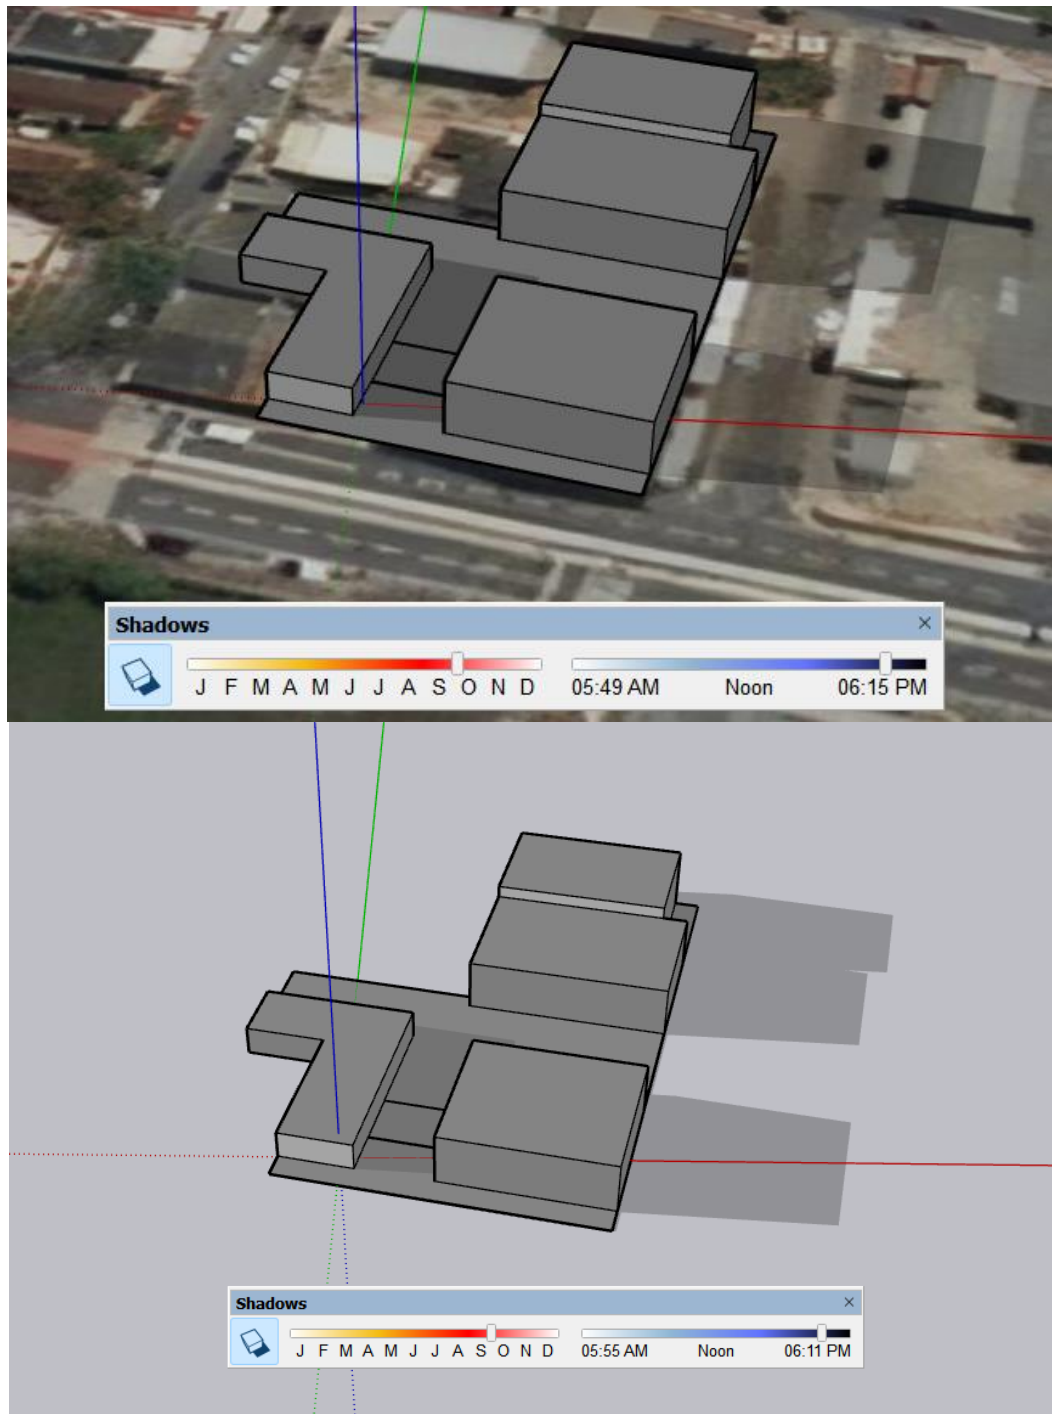 Shadows
J F M A M J J A S O N D 05:49 AM Noon 06:15 PM
Shadows
J F M A M J J A S O N D 05:55 AM Noon 06:11 PM